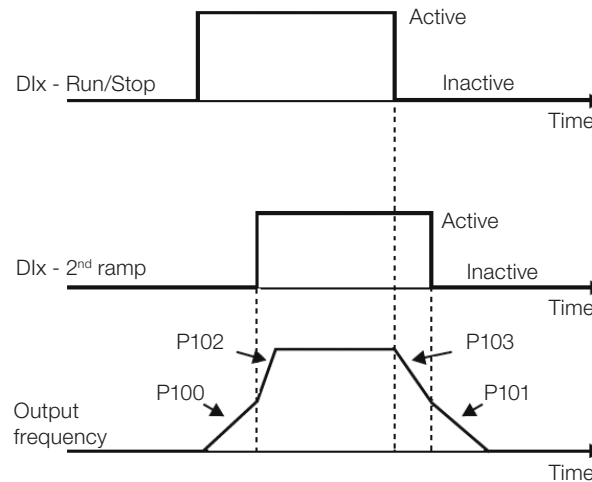 Active
DIx - Run/Stop
Inactive
Time
Active
DIx - 2nd ramp
Inactive
Time
P102
P103
P100
P101
Output
frequency
Time